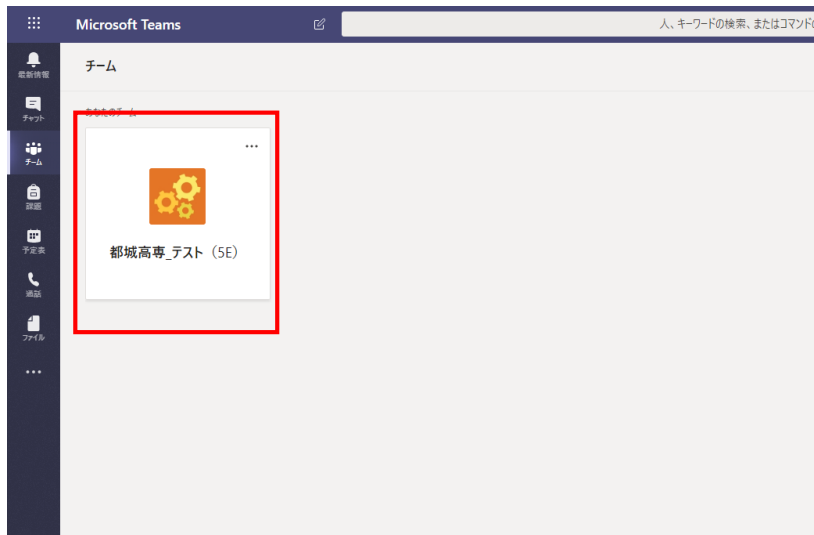 Microsoft Teams
人、キーワードの検索、またはコマンドの
最新情報
チーム
チャット
あなたのチーム
チーム
課題
都城高専_テスト（5E）
予定表
通話
ファイル